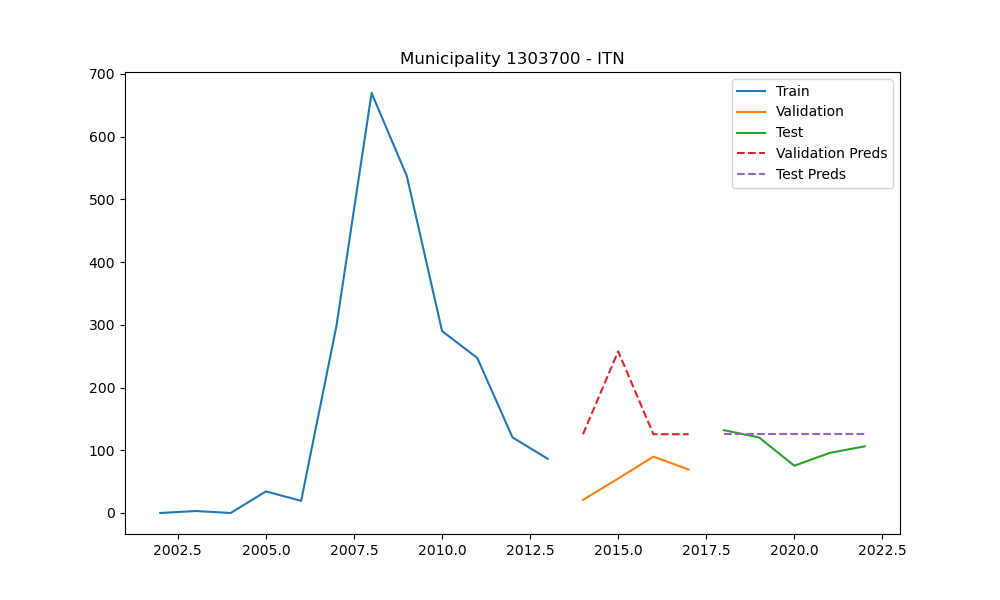 Municipality 1303700 - ITN
700
600
500
400
300
200
100
0
2002.5 2005.0 2007.5 2010.0 2012.5 2015.0 2017.5 2020.0 2022.5
Train
Validation
Test
Validation Preds
Test Preds